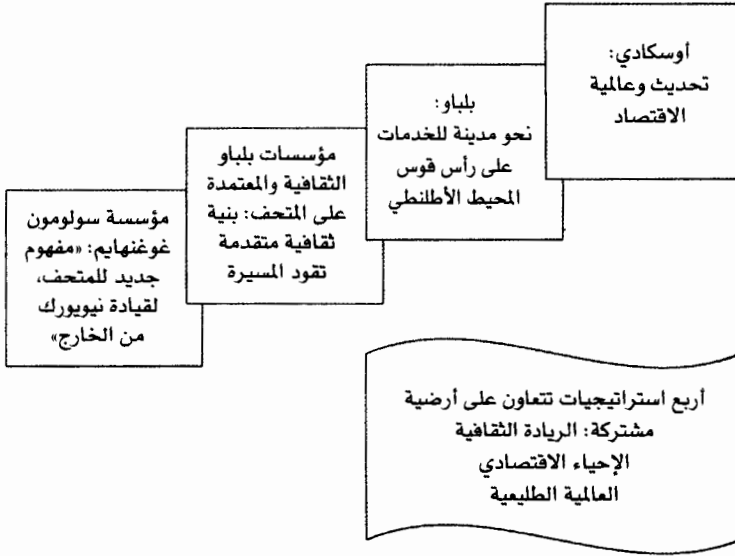 أوسكادي:
تحديث وعالمية
الاقتصاد
بلباو:
نحو مدينة للخدمات
على رأس قوس
المحيط الأطلنطي
مؤسسات بلباو
الثقافية والمعتمدة
على المتحف: بنية
ثقافية متقدمة
تقود المسيرة
مؤسسة سولومون
غوغنهايم: «مفهوم
جديد للمتحف،
لقيادة نيويورك
من الخارج»
أربع استراتيجيات تتعاون على أرضية
مشتركة: الريادة الثقافية
الإحياء الاقتصادي
العالمية الطليعية